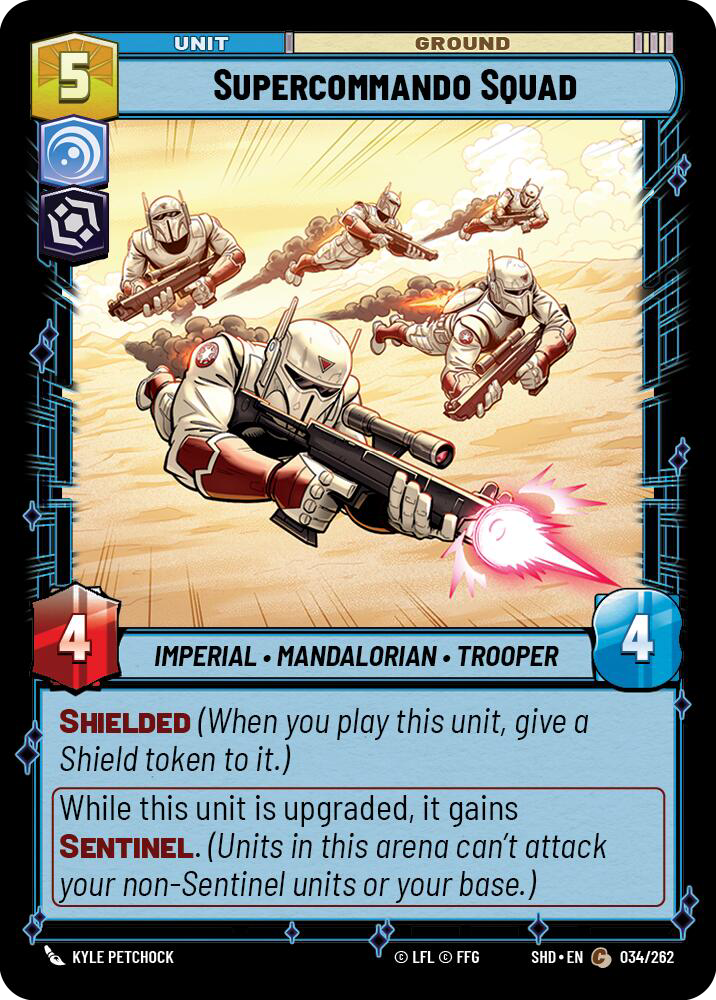 UNIT
GROUND
5
SUPERCOMMANDO SQUAD
4
IMPERIAL • MANDALORIAN • TROOPER
4
SHIELDED (When you play this unit, give a
Shield token to it.)
While this unit is upgraded, it gains
SENTINEL. (Units in this arena can't attack
your non-Sentinel units or your base.)
KYLE PETCHOCK
© LFL © FFG
SHD • EN C 034/262